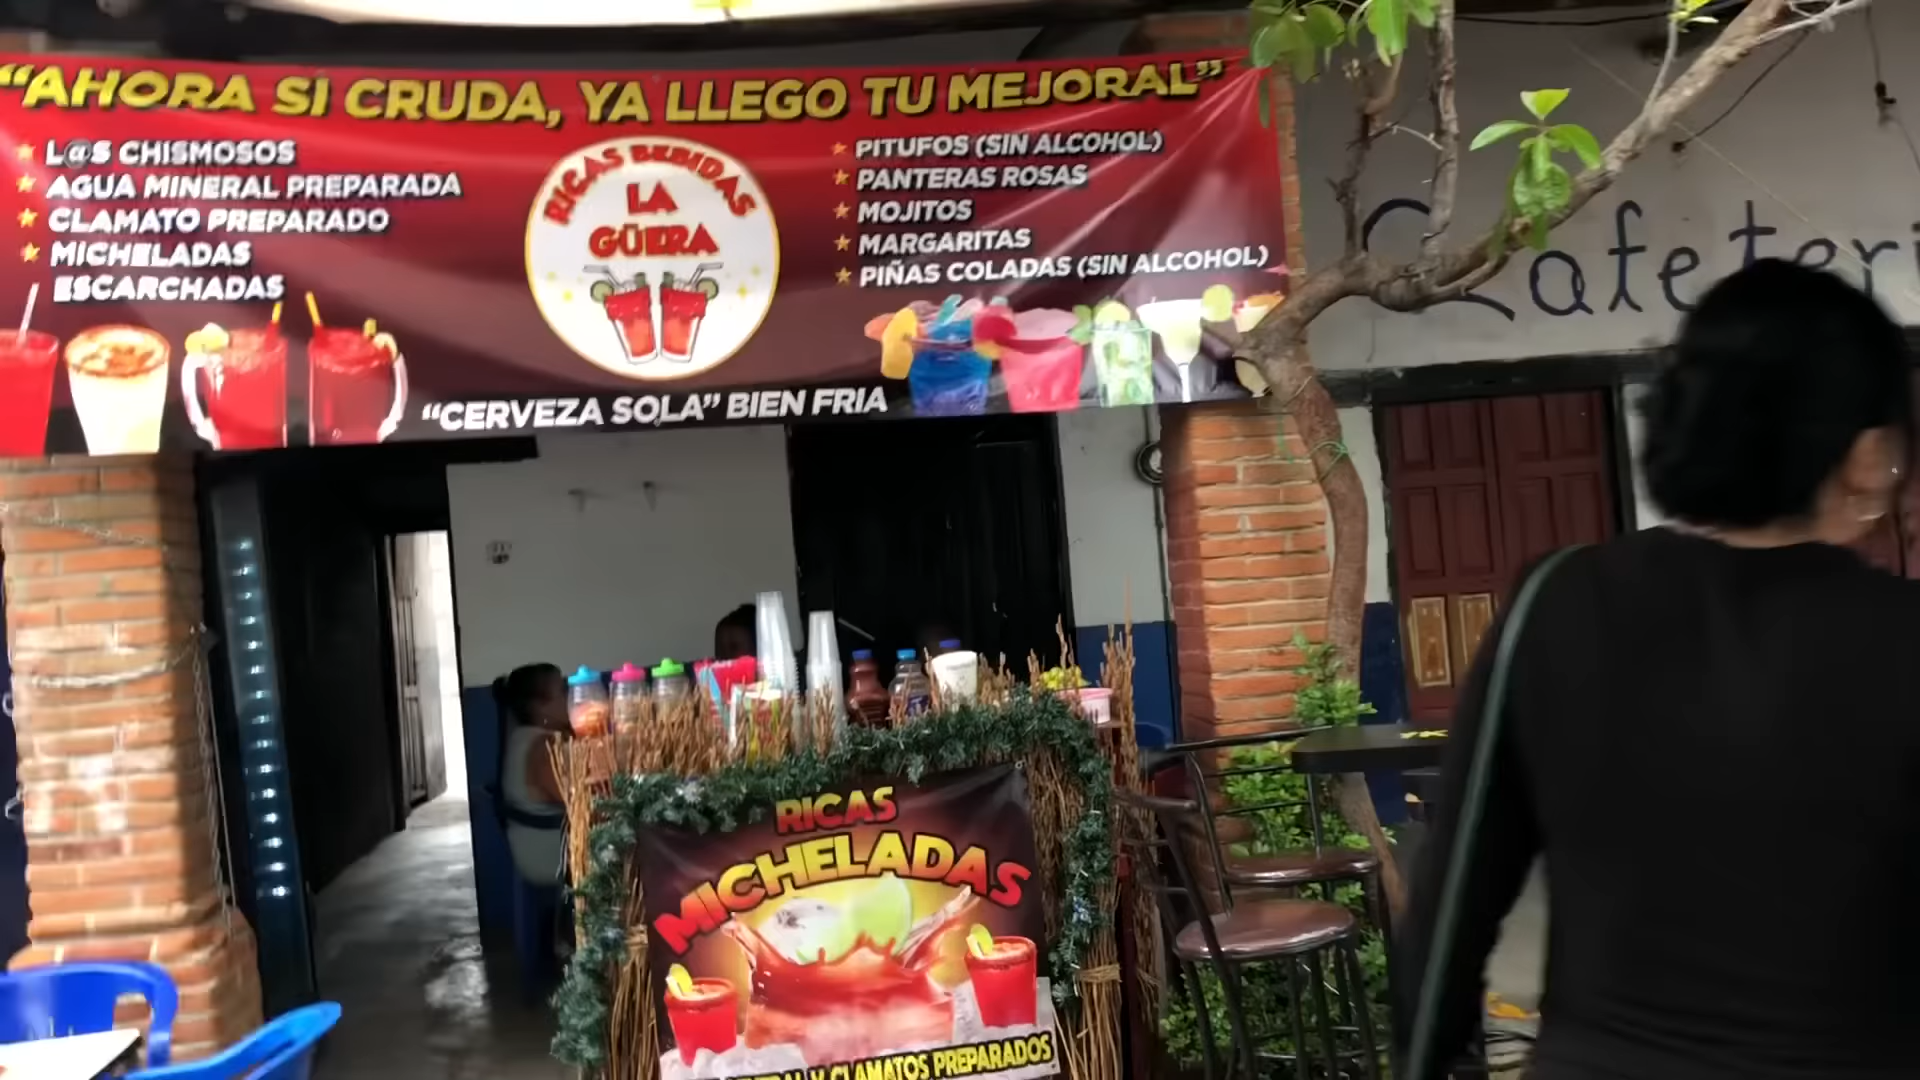 “AHORA SI CRUDA, YA LLEGO TU MEJORAL”
L@S CHISMOSOS
AGUA MINERAL PREPARADA
CLAMATO PREPARADO
MICHELADAS
ESCARCHADAS
RICAS BEBIDAS
LA
GÜERA
PITUFOS (SIN ALCOHOL)
PANTERAS ROSAS
MOJITOS
MARGARITAS
PIÑAS COLADAS (SIN ALCOHOL)
“CERVEZA SOLA” BIEN FRIA
Cafeteri
RICAS
MICHELADAS
Y CLAMATOS PREPARADOS